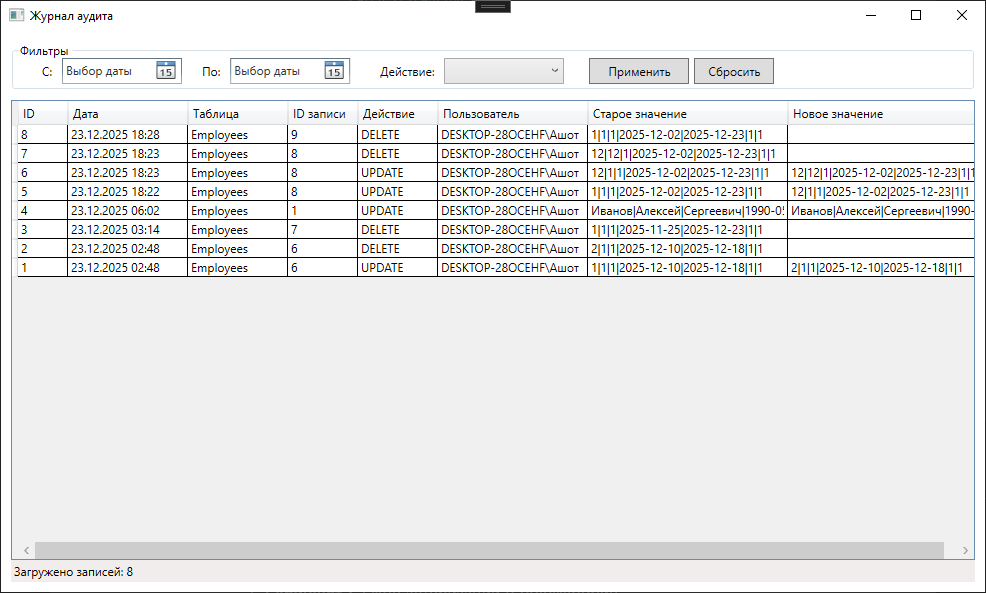 Журнал аудита
Фильтры
С: Выбор даты 15 По: Выбор даты 15 Действие: Применить Сбросить
ID Дата Таблица ID записи Действие Пользователь Старое значение Новое значение
8 23.12.2025 18:28 Employees 9 DELETE DESKTOP-28OCEHF\Ашот 1|1|1|2025-12-02|2025-12-23|1|1
7 23.12.2025 18:23 Employees 8 DELETE DESKTOP-28OCEHF\Ашот 12|12|1|2025-12-02|2025-12-23|1|1
6 23.12.2025 18:23 Employees 8 UPDATE DESKTOP-28OCEHF\Ашот 12|1|1|2025-12-02|2025-12-23|1|1 12|12|1|2025-12-02|2025-12-23|1|1
5 23.12.2025 18:22 Employees 8 UPDATE DESKTOP-28OCEHF\Ашот 1|1|1|2025-12-02|2025-12-23|1|1 12|1|1|2025-12-02|2025-12-23|1|1
4 23.12.2025 06:02 Employees 1 UPDATE DESKTOP-28OCEHF\Ашот Иванов|Алексей|Сергеевич|1990-05 Иванов|Алексей|Сергеевич|1990-
3 23.12.2025 03:14 Employees 7 DELETE DESKTOP-28OCEHF\Ашот 1|1|1|2025-11-25|2025-12-23|1|1
2 23.12.2025 02:48 Employees 6 DELETE DESKTOP-28OCEHF\Ашот 2|1|1|2025-12-10|2025-12-18|1|1
1 23.12.2025 02:48 Employees 6 UPDATE DESKTOP-28OCEHF\Ашот 1|1|1|2025-12-10|2025-12-18|1|1 2|1|1|2025-12-10|2025-12-18|1|1
Загружено записей: 8